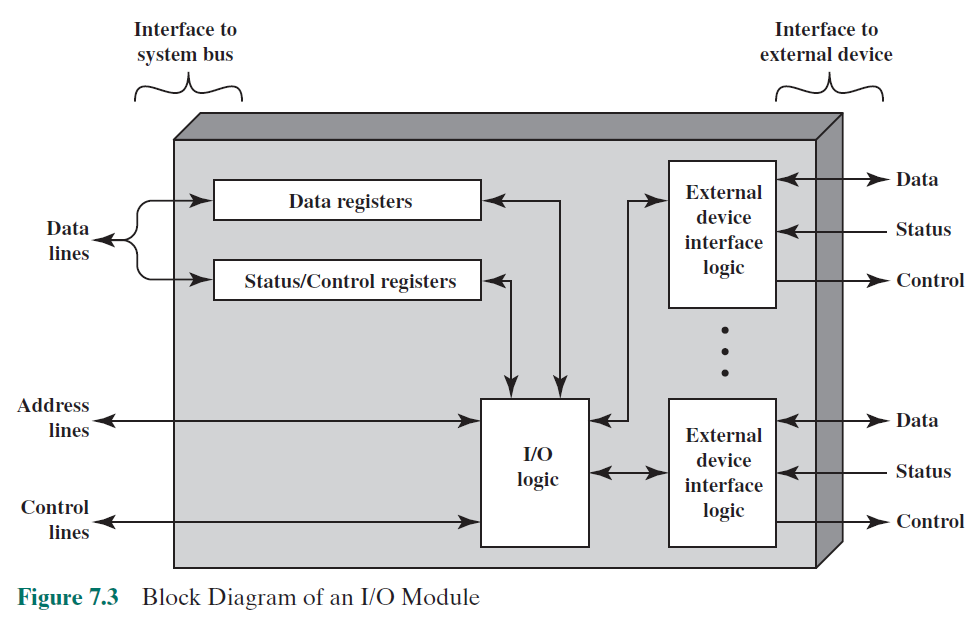 Interface to
system bus
Interface to
external device
Data registers
Status/Control registers
Data
lines
Address
lines
Control
lines
I/O
logic
External
device
interface
logic
Data
Status
Control
External
device
interface
logic
Data
Status
Control
Figure 7.3 Block Diagram of an I/O Module